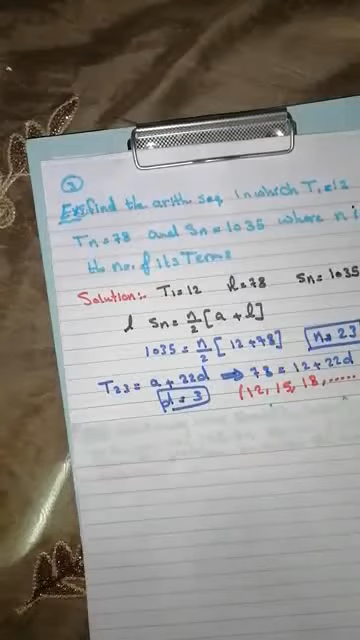 2
Ex: Find the arith. seq. in which T₁=12
Tn=78 and Sn=1035 where n is
the no. of its Terms
Solution:- T₁=12 l=78 Sn=1035
l Sn=n/2[a+l]
1035=n/2[12+78] n=23
T23=a+22d ⇒ 78=12+22d
d=3 (12, 15, 18, .....